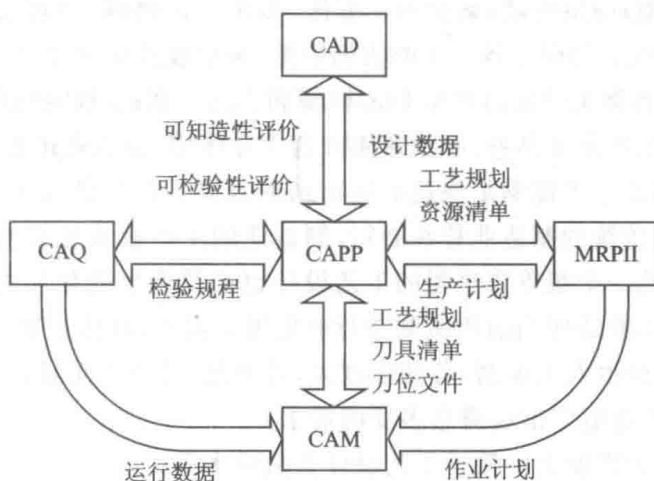 CAD
可知造性评价
设计数据
可检验性评价
工艺规划
资源清单
CAQ
CAPP
MRPII
检验规程
生产计划
工艺规划
刀具清单
刀位文件
CAM
运行数据
作业计划